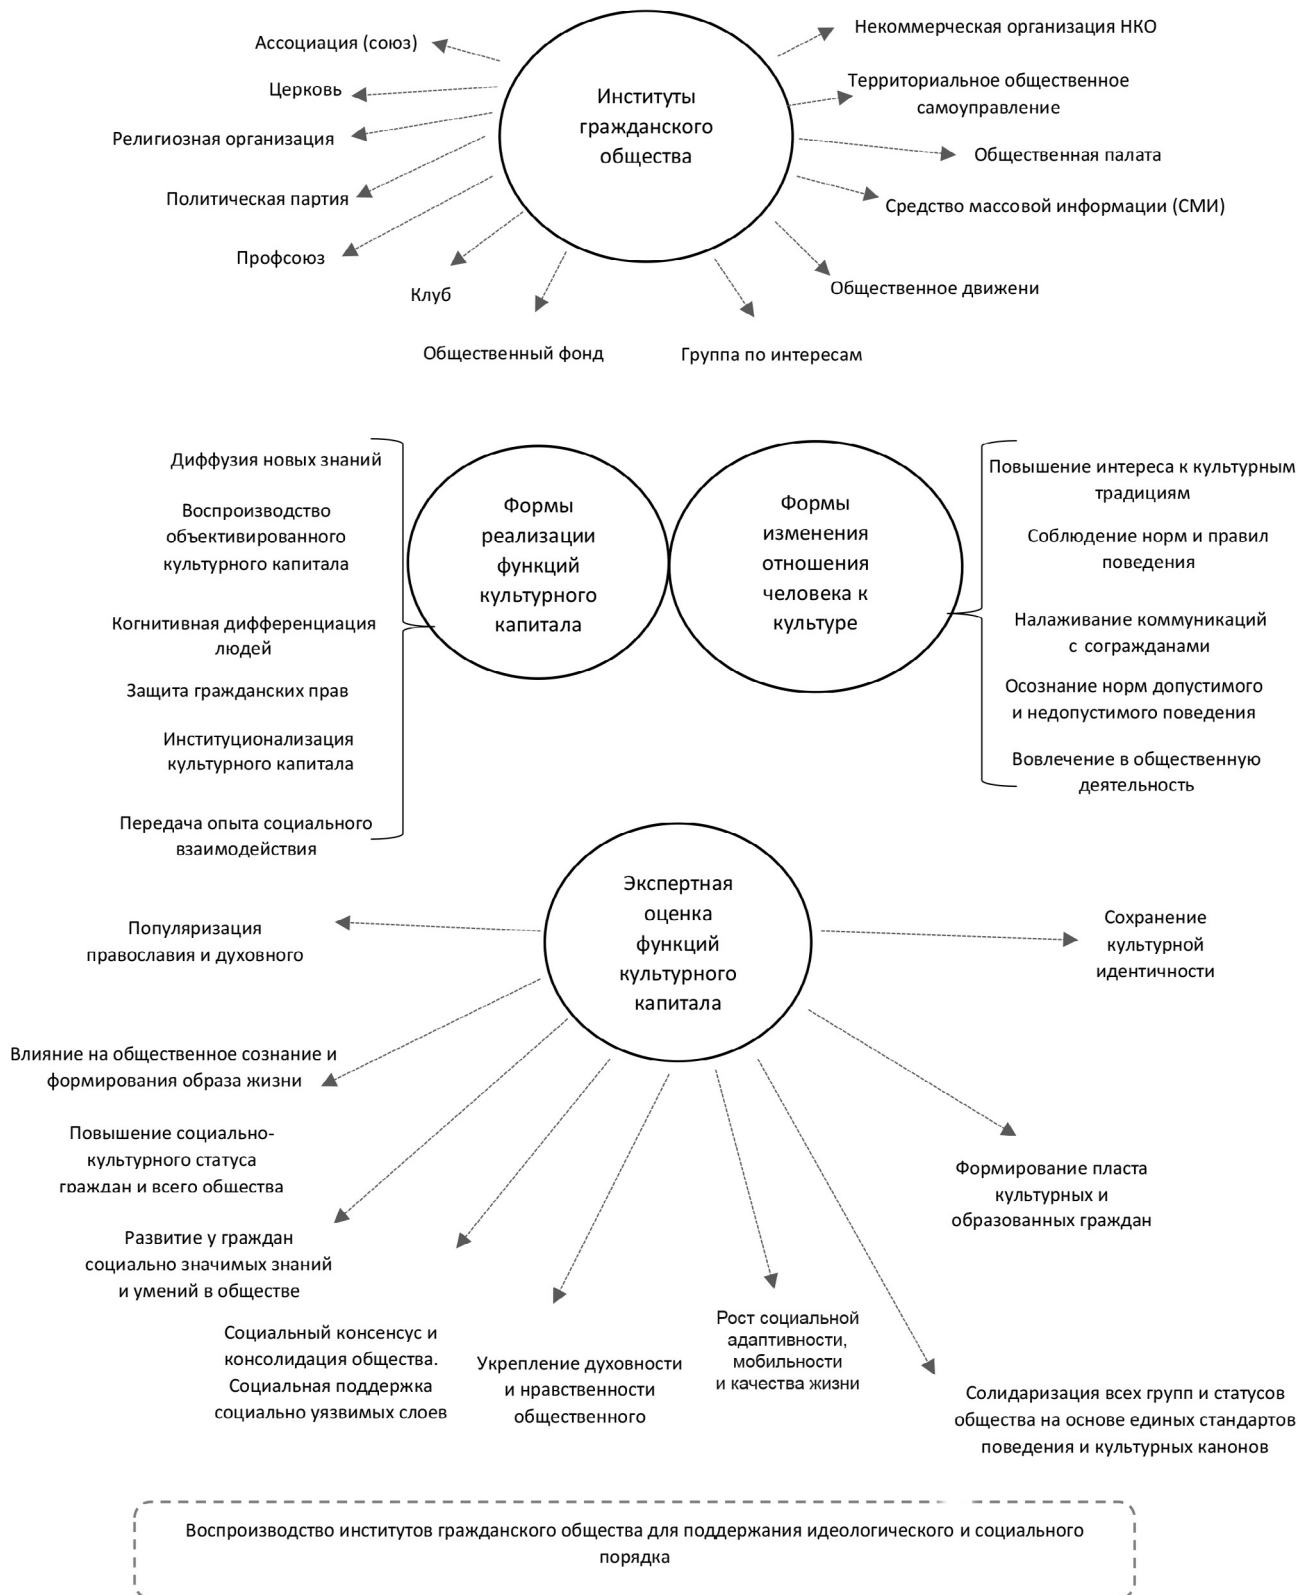 Ассоциация (союз)
Церковь
Религиозная организация
Политическая партия
Профсоюз
Клуб
Общественный фонд
Институты
гражданского
общества
Некоммерческая организация НКО
Территориальное общественное
самоуправление
Общественная палата
Средство массовой информации (СМИ)
Общественное движени
Группа по интересам
Диффузия новых знаний
Воспроизводство
объективированного
культурного капитала
Когнитивная дифференциация
людей
Защита гражданских прав
Институционализация
культурного капитала
Передача опыта социального
взаимодействия
Формы
реализации
функций
культурного
капитала
Формы
изменения
отношения
человека к
культуре
Повышение интереса к культурным
традициям
Соблюдение норм и правил
поведения
Налаживание коммуникаций
с согражданами
Осознание норм допустимого
и недопустимого поведения
Вовлечение в общественную
деятельность
Экспертная
оценка
функций
культурного
капитала
Популяризация
православия и духовного
Влияние на общественное сознание и
формирования образа жизни
Повышение социально-
культурного статуса
граждан и всего общества
Развитие у граждан
социально значимых знаний
и умений в обществе
Социальный консенсус и
консолидация общества.
Социальная поддержка
социально уязвимых слоев
Укрепление духовности
и нравственности
общественного
Рост социальной
адаптивности,
мобильности
и качества жизни
Солидаризация всех групп и статусов
общества на основе единых стандартов
поведения и культурных канонов
Формирование пласта
культурных и
образованных граждан
Сохранение
культурной
идентичности
Воспроизводство институтов гражданского общества для поддержания идеологического и социального
порядка